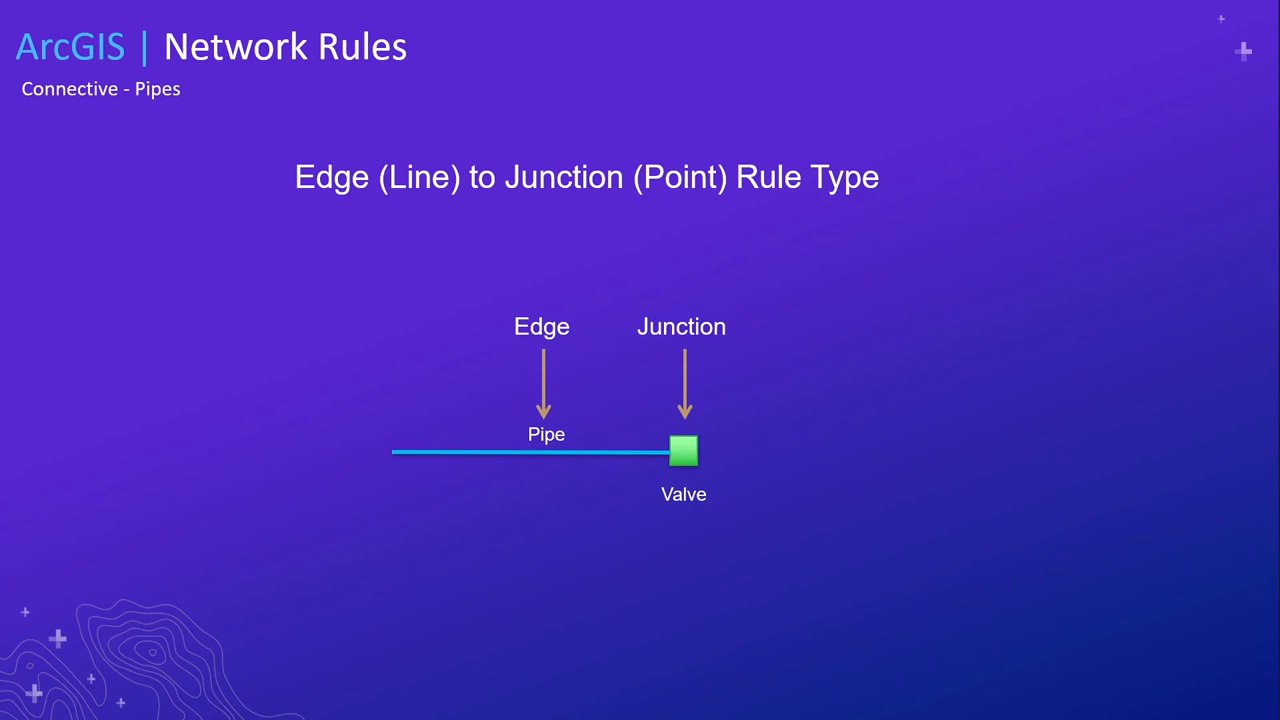 ArcGIS | Network Rules
Connective - Pipes
Edge (Line) to Junction (Point) Rule Type
Edge Junction
Pipe
Valve